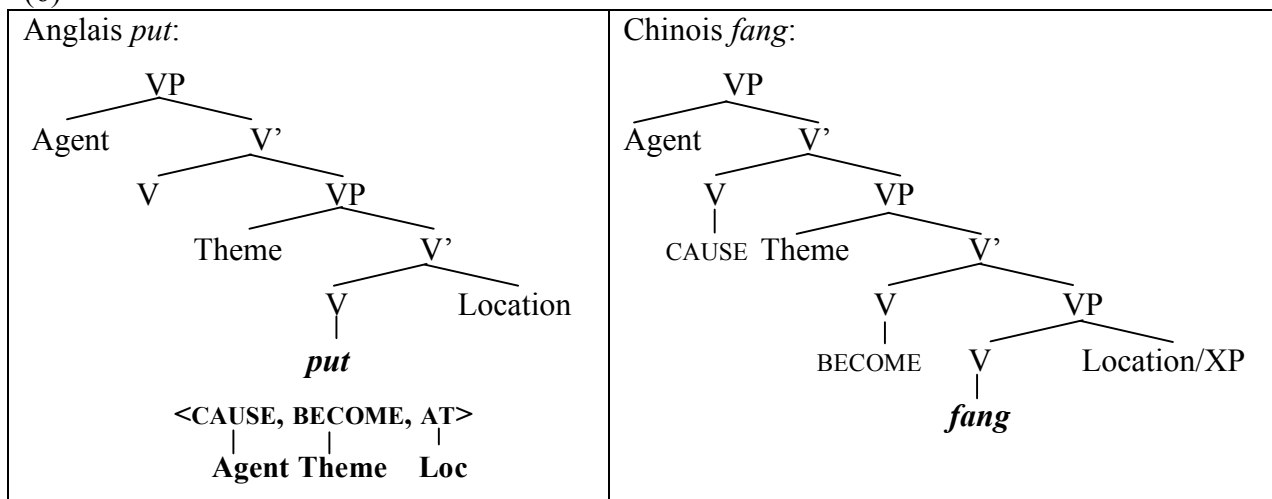 Anglais put:
VP
Agent V’
V VP
Theme V’
V Location
put
<CAUSE, BECOME, AT>
Agent Theme Loc
Chinois fang:
VP
Agent V’
V VP
CAUSE Theme V’
V VP
BECOME V Location/XP
fang